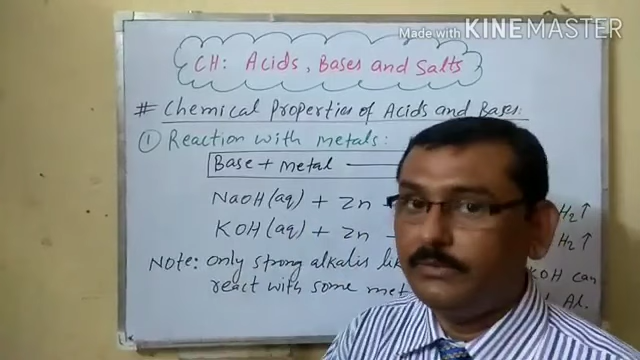 Made with KINEMASTER
CH: Acids, Bases and Salts
# Chemical Properties of Acids and Bases:
① Reaction with metals:
Base + metal ―
NaOH(aq) + Zn H₂↑
KOH(aq) + Zn - H₂↑
Note: only strong alkalis KOH can
react with some Al.